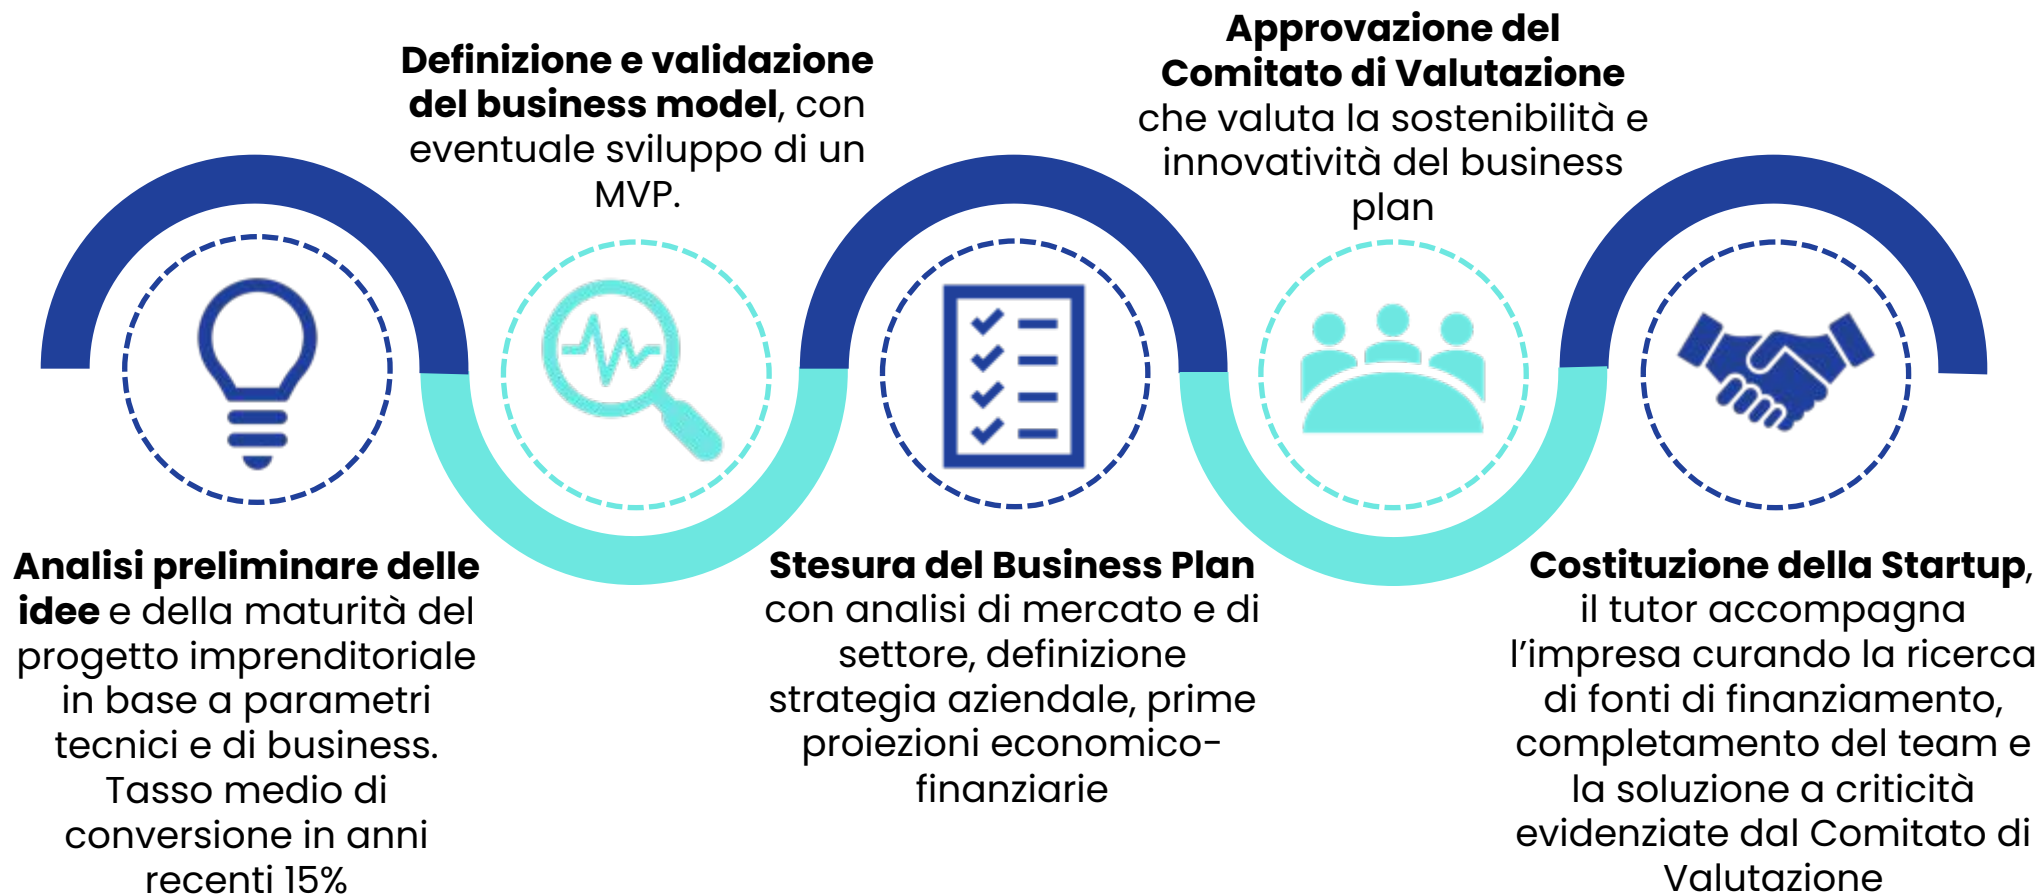 Analisi preliminare delle
idee e della maturità del
progetto imprenditoriale
in base a parametri
tecnici e di business.
Tasso medio di
conversione in anni
recenti 15%
Definizione e validazione
del business model, con
eventuale sviluppo di un
MVP.
Stesura del Business Plan
con analisi di mercato e di
settore, definizione
strategia aziendale, prime
proiezioni economico-
finanziarie
Approvazione del
Comitato di Valutazione
che valuta la sostenibilità e
innovatività del business
plan
Costituzione della Startup,
il tutor accompagna
l’impresa curando la ricerca
di fonti di finanziamento,
completamento del team e
la soluzione a criticità
evidenziate dal Comitato di
Valutazione